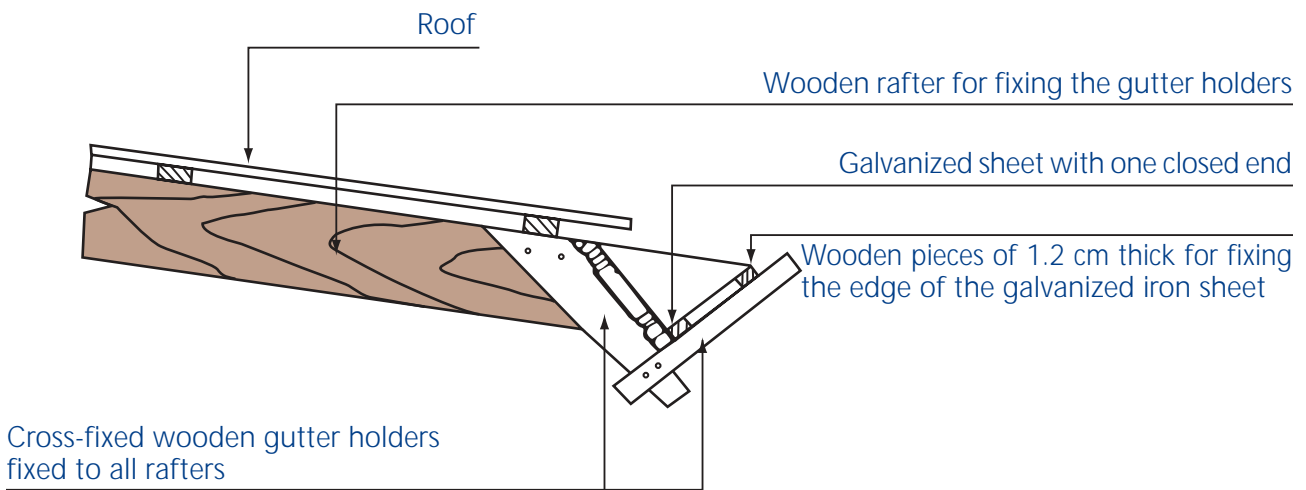 Roof
Wooden rafter for fixing the gutter holders
Galvanized sheet with one closed end
Wooden pieces of 1.2 cm thick for fixing
the edge of the galvanized iron sheet
Cross-fixed wooden gutter holders
fixed to all rafters